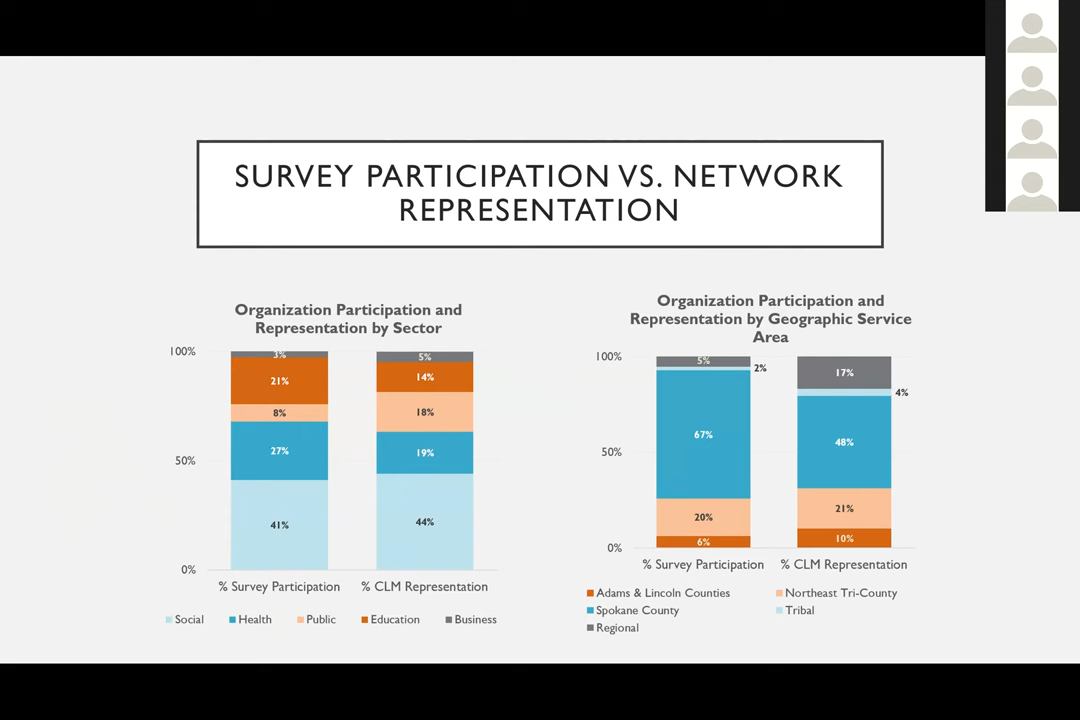 SURVEY PARTICIPATION VS. NETWORK
REPRESENTATION
Organization Participation and
Representation by Sector
100%
50%
0%
3%
21%
8%
27%
41%
5%
14%
18%
19%
44%
% Survey Participation
% CLM Representation
Social
Health
Public
Education
Business
Organization Participation and
Representation by Geographic Service
Area
100%
50%
0%
5%
2%
67%
20%
6%
17%
4%
48%
21%
10%
% Survey Participation
% CLM Representation
Adams & Lincoln Counties
Northeast Tri-County
Spokane County
Tribal
Regional